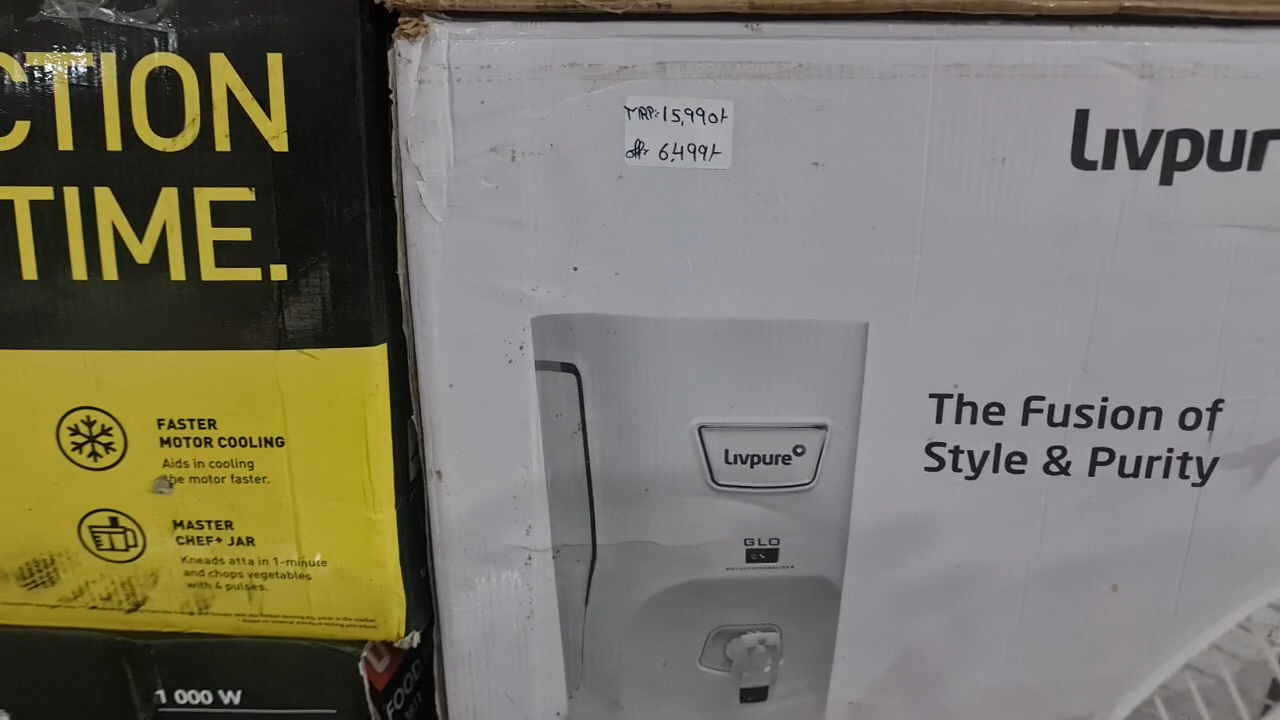 CTION
TIME.
FASTER
MOTOR COOLING
Aids in cooling
the motor faster.
MASTER
CHEF+ JAR
Kneads atta in 1-minute
and chops vegetables
with 4 pulses.
1 000 W
FOOD
MRP:-15,990/-
offr 6,499/-
Livpur
The Fusion of
Style & Purity
Livpure
GLO